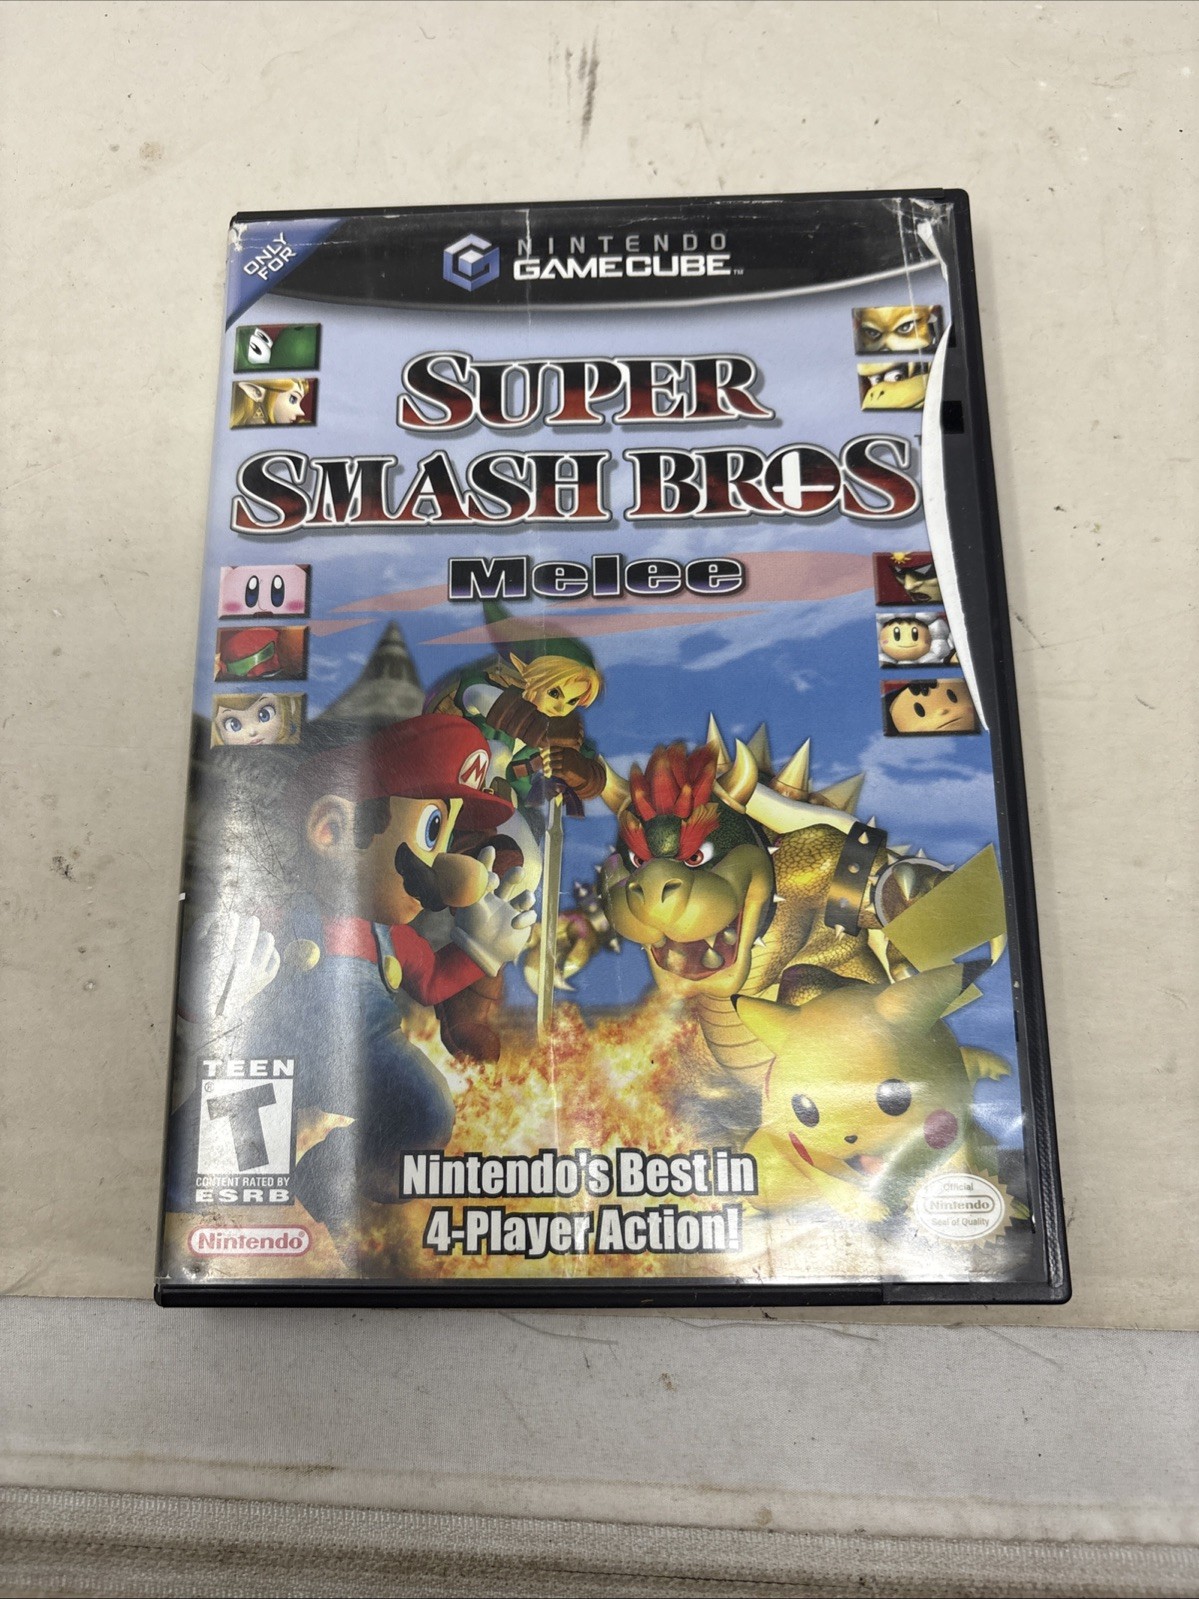 ONLY
FOR
NINTENDO
GAMECUBE™
SUPER
SMASH BROS
Melee
M
TEEN
T
CONTENT RATED BY
ESRB
Nintendo®
Nintendo's Best in
4-Player Action!
Official
Nintendo
Seal of Quality